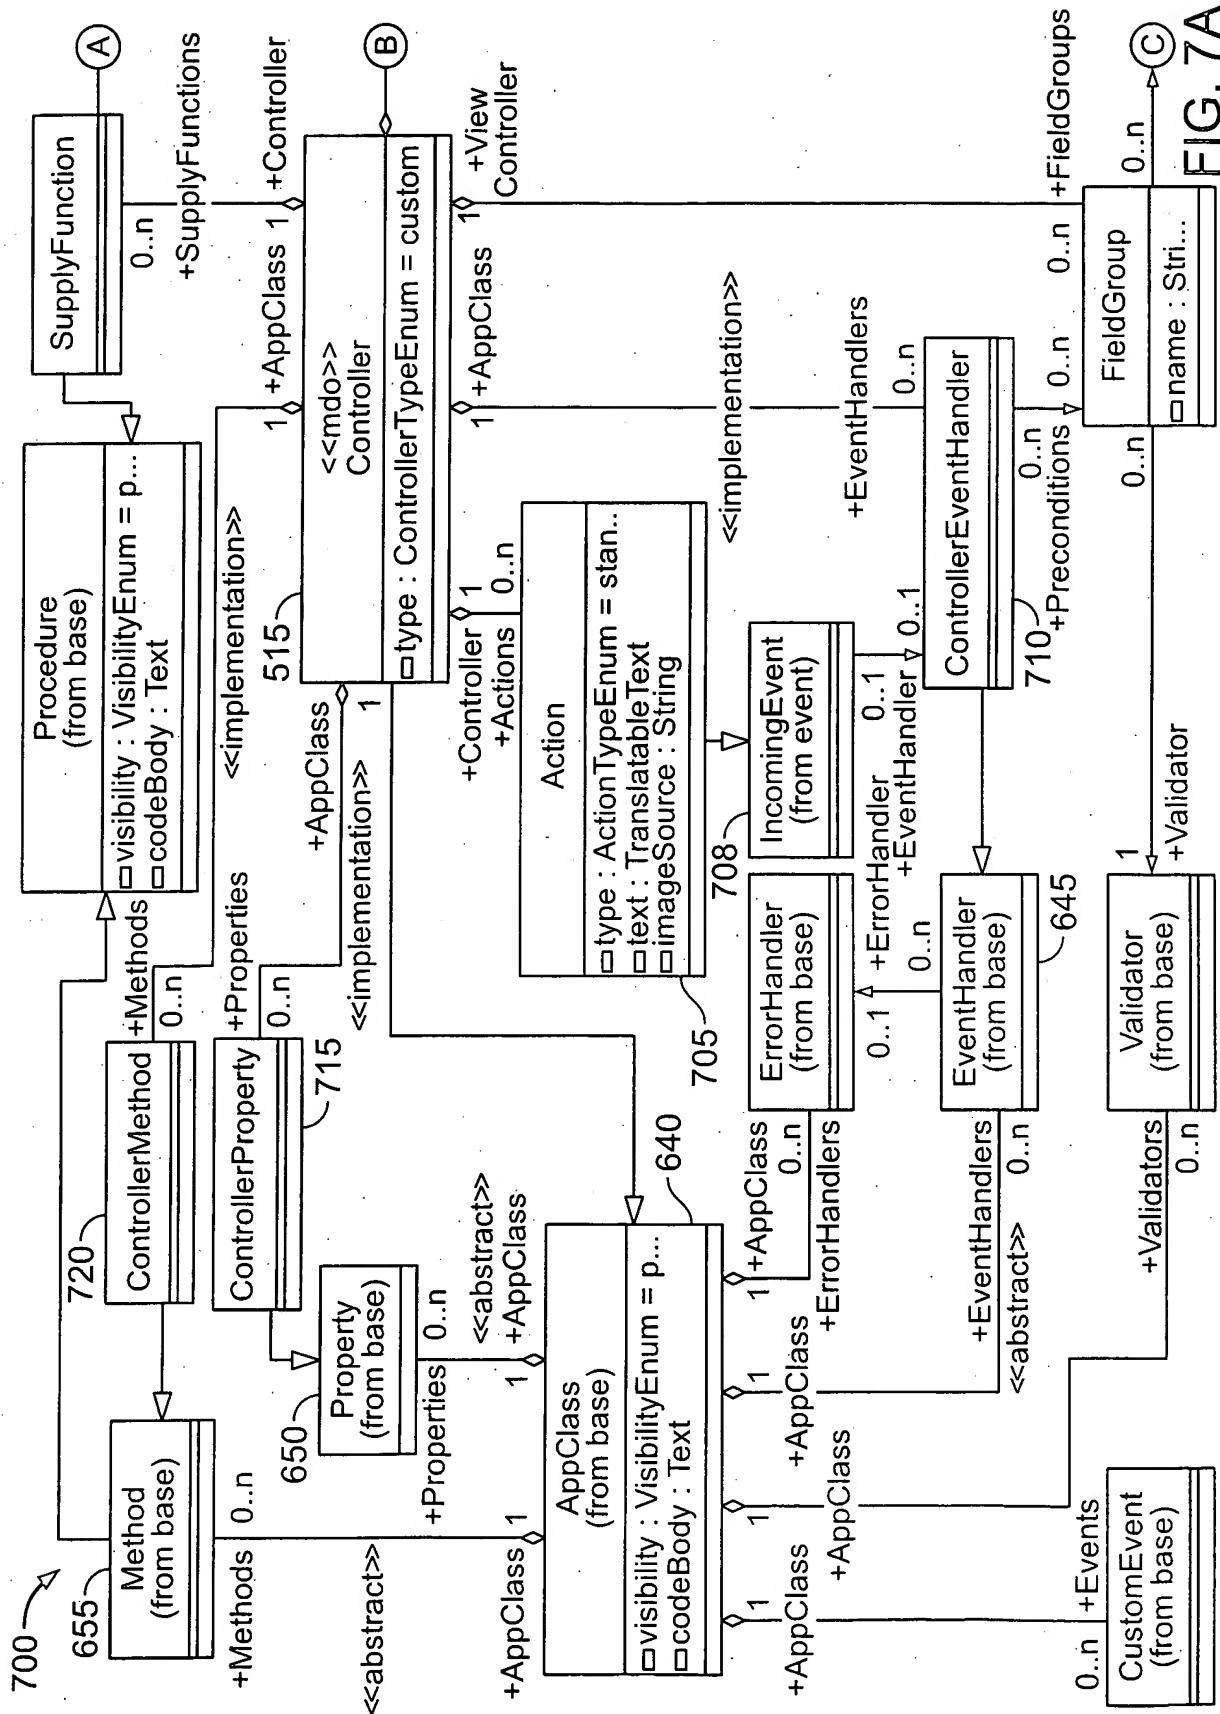 700
655
Method
(from base)
+Methods
0..n
<<abstract>>
+AppClass
1
720
ControllerMethod
+Methods
0..n
<<implementation>>
Procedure
(from base)
visibility : VisibilityEnum = p...
codeBody : Text
SupplyFunction
A
0..n
+SupplyFunctions
650
Property
(from base)
+Properties
0..n
<<abstract>>
+AppClass
1
ControllerProperty
715
+Properties
0..n
<<implementation>>
+AppClass
1
515
1
+AppClass
1
+Controller
<<mdo>>
Controller
type : ControllerTypeEnum = custom
B
+Controller
1
+Actions
0..n
1
+AppClass
1
+View
Controller
AppClass
(from base)
visibility : VisibilityEnum = p...
codeBody : Text
640
705
Action
type : ActionTypeEnum = stan..
text : TranslatableText
imageSource : String
<<implementation>>
+EventHandlers
0..n
1
+AppClass
0..n
+ErrorHandlers
ErrorHandler
(from base)
0..1
+ErrorHandler
0..n
708
IncomingEvent
(from event)
0..1
+EventHandler
0..1
1
+AppClass
+EventHandlers
0..n
<<abstract>>
EventHandler
(from base)
645
ControllerEventHandler
710
0..n
+Preconditions
0..n
1
+AppClass
+Validators
0..n
Validator
(from base)
1
+Validator
0..n
FieldGroup
name : Stri...
0..n
+FieldGroups
0..n
C
1
+AppClass
+Events
0..n
CustomEvent
(from base)
FIG. 7A